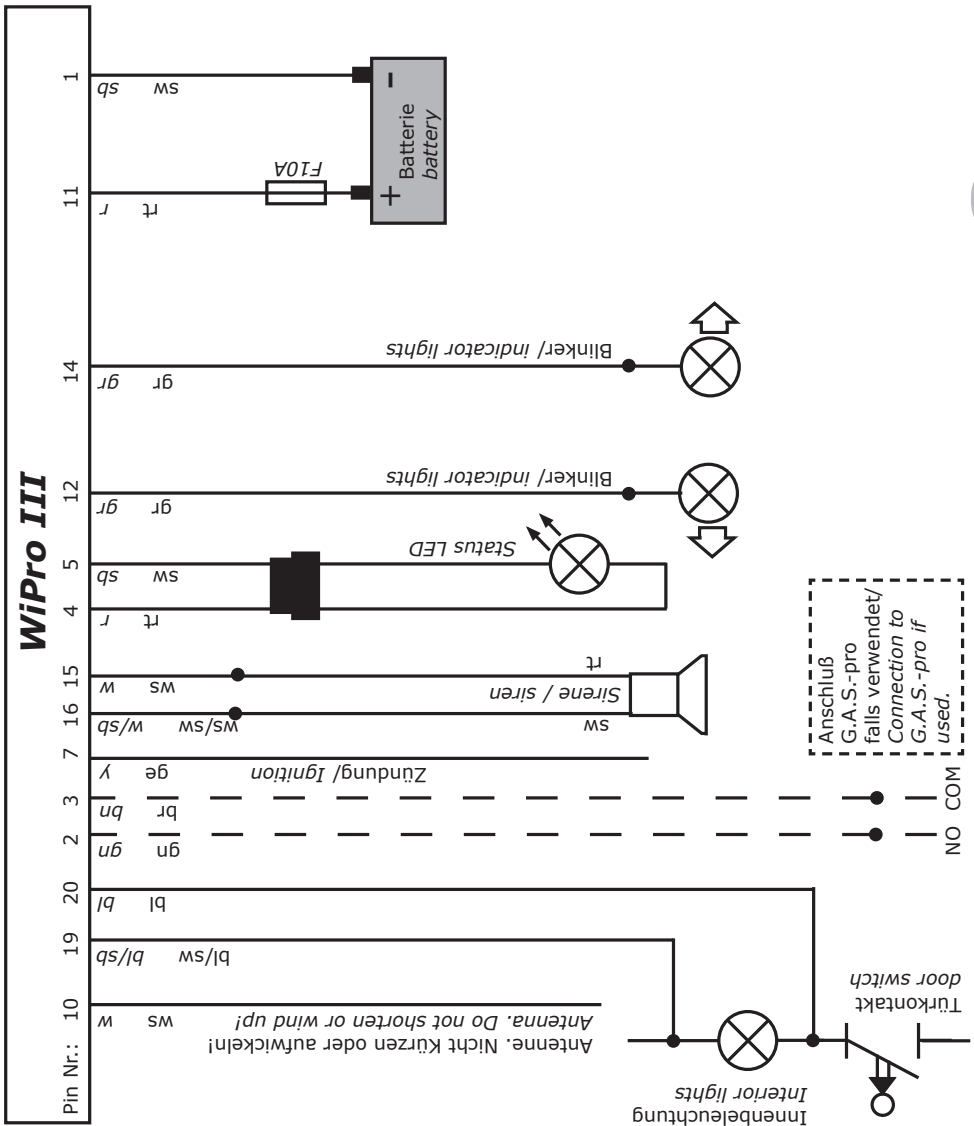 WiPro III
Pin Nr.:
1
sb sw
11
r rt
F10A
-
+
Batterie
battery
14
gr gr
Blinker/ indicator lights
12
gr gr
Blinker/ indicator lights
5
sb sw
Status LED
4
r rt
15
w ws
rt
Sirene / siren
16
w/sb ws/sw
sw
7
y ge
Zündung/ Ignition
3
bn br
COM
2
gn gn
NO
Anschluß
G.A.S.-pro
falls verwendet/
Connection to
G.A.S.-pro if
used.
20
bl bl
19
bl/sb bl/sw
10
w ws
Antenne. Nicht Kürzen oder aufwickeln!
Antenna. Do not shorten or wind up!
Innenbeleuchtung
Interior lights
Türkontakt
door switch